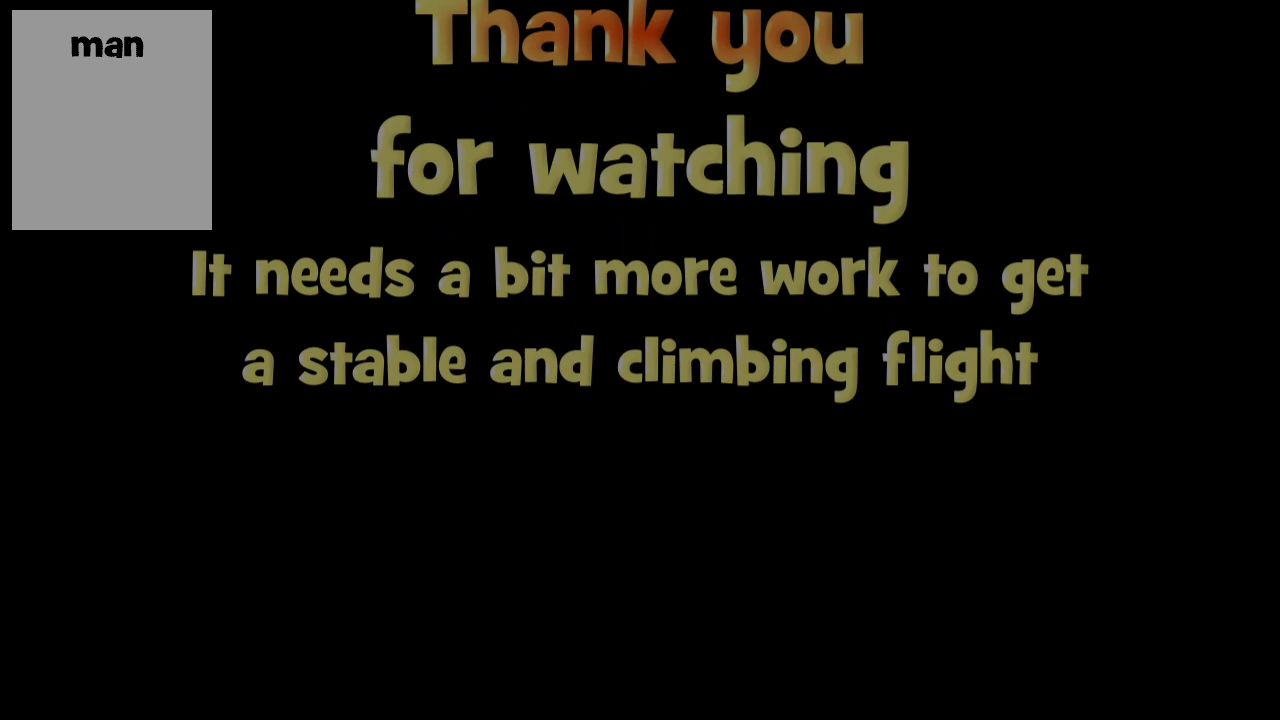 man
Thank you
for watching
It needs a bit more work to get
a stable and climbing flight